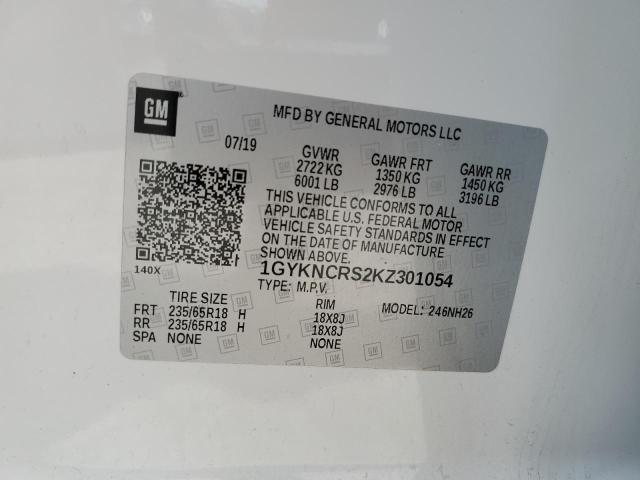 GM
MFD BY GENERAL MOTORS LLC
07/19
GVWR GAWR FRT GAWR RR
2722 KG 1350 KG 1450 KG
6001 LB 2976 LB 3196 LB
THIS VEHICLE CONFORMS TO ALL
APPLICABLE U.S. FEDERAL MOTOR
VEHICLE SAFETY STANDARDS IN EFFECT
ON THE DATE OF MANUFACTURE
SHOWN ABOVE.
140X
1GYKNCRS2KZ301054
TYPE: M.P.V. MODEL: 246NH26
TIRE SIZE RIM
FRT 235/65R18 H 18X8J
RR 235/65R18 H 18X8J
SPA NONE NONE